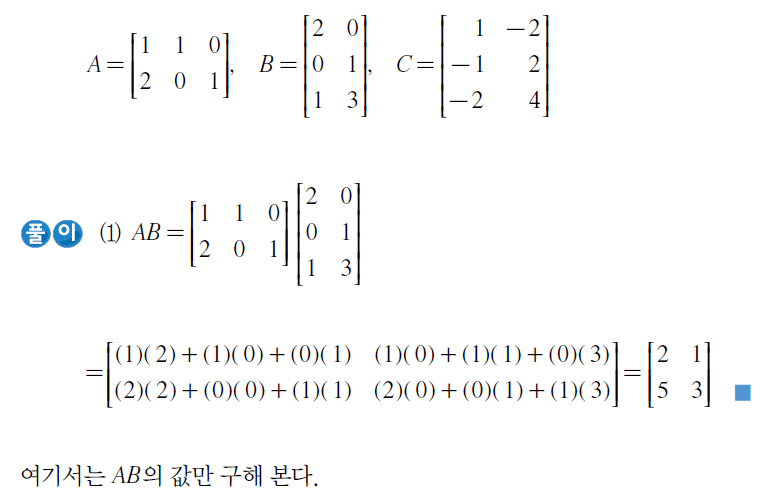 A = [1 1 0; 2 0 1], B = [2 0; 0 1; 1 3], C = [1 −2; −1 2; −2 4]
풀이 (1) AB = [1 1 0; 2 0 1] [2 0; 0 1; 1 3]
= [(1)(2)+(1)(0)+(0)(1) (1)(0)+(1)(1)+(0)(3); (2)(2)+(0)(0)+(1)(1) (2)(0)+(0)(1)+(1)(3)] = [2 1; 5 3]
여기서는 AB의 값만 구해 본다.